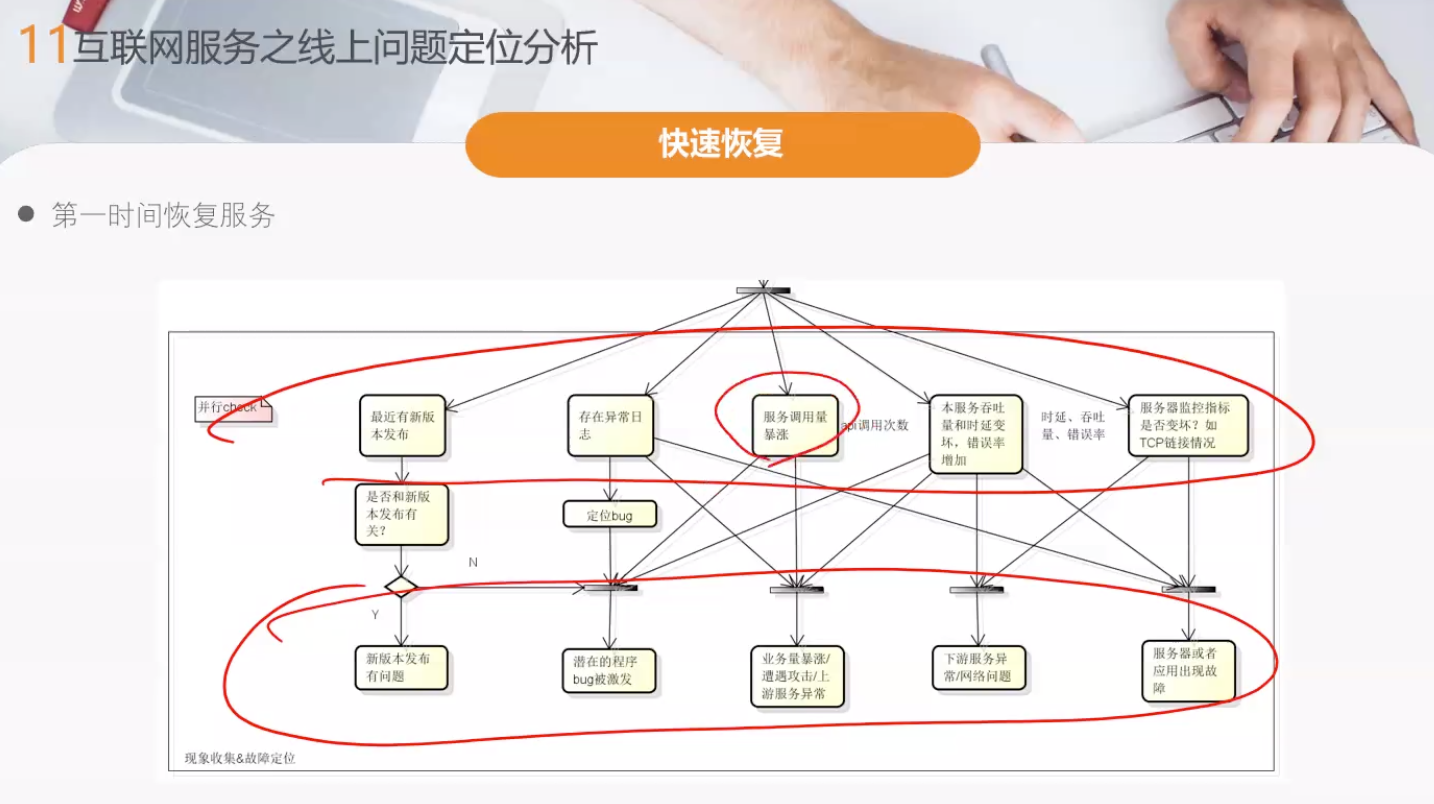 11互联网服务之线上问题定位分析
快速恢复
第一时间恢复服务
并行check
最近有新版
本发布
存在异常日
志
服务调用量
暴涨
api调用次数
本服务吞吐
量和时延变
坏，错误率
增加
时延、吞吐
量、错误率
服务器监控指标
是否变坏？如
TCP链接情况
是否和新版
本发布有
关？
定位bug
N
Y
新版本发布
有问题
潜在的程序
bug被激发
业务量暴涨/
遭遇攻击/上
游服务异常
下游服务异
常/网络问题
服务器或者
应用出现故
障
现象收集&故障定位